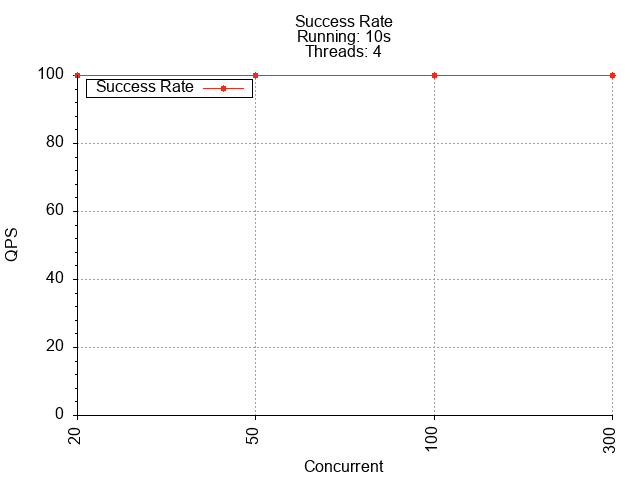 Success Rate
Running: 10s
Threads: 4
100
Success Rate
80
60
40
20
0
QPS
20
50
100
300
Concurrent